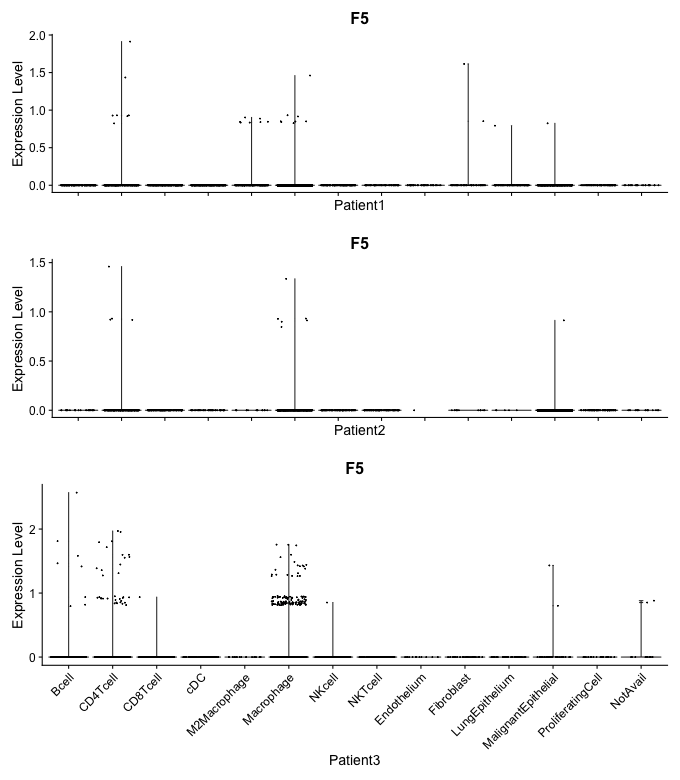 F5
Expression Level
2.0
1.5
1.0
0.5
0.0
Patient1
F5
Expression Level
1.5
1.0
0.5
0.0
Patient2
F5
Expression Level
2
1
0
Bcell
CD4Tcell
CD8Tcell
cDC
M2Macrophage
Macrophage
NKcell
NKTcell
Endothelium
Fibroblast
LungEpithelium
MalignantEpithelial
ProliferatingCell
NotAvail
Patient3